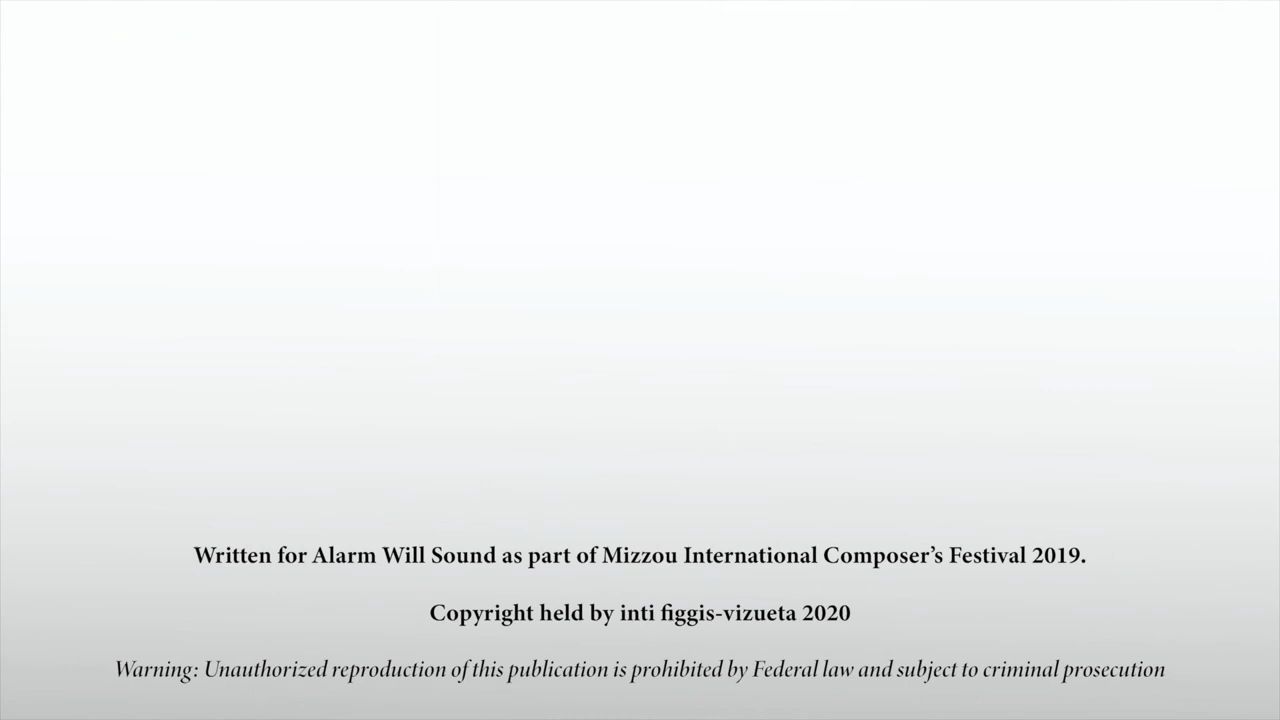 Written for Alarm Will Sound as part of Mizzou International Composer’s Festival 2019.
Copyright held by inti figgis-vizueta 2020
Warning: Unauthorized reproduction of this publication is prohibited by Federal law and subject to criminal prosecution